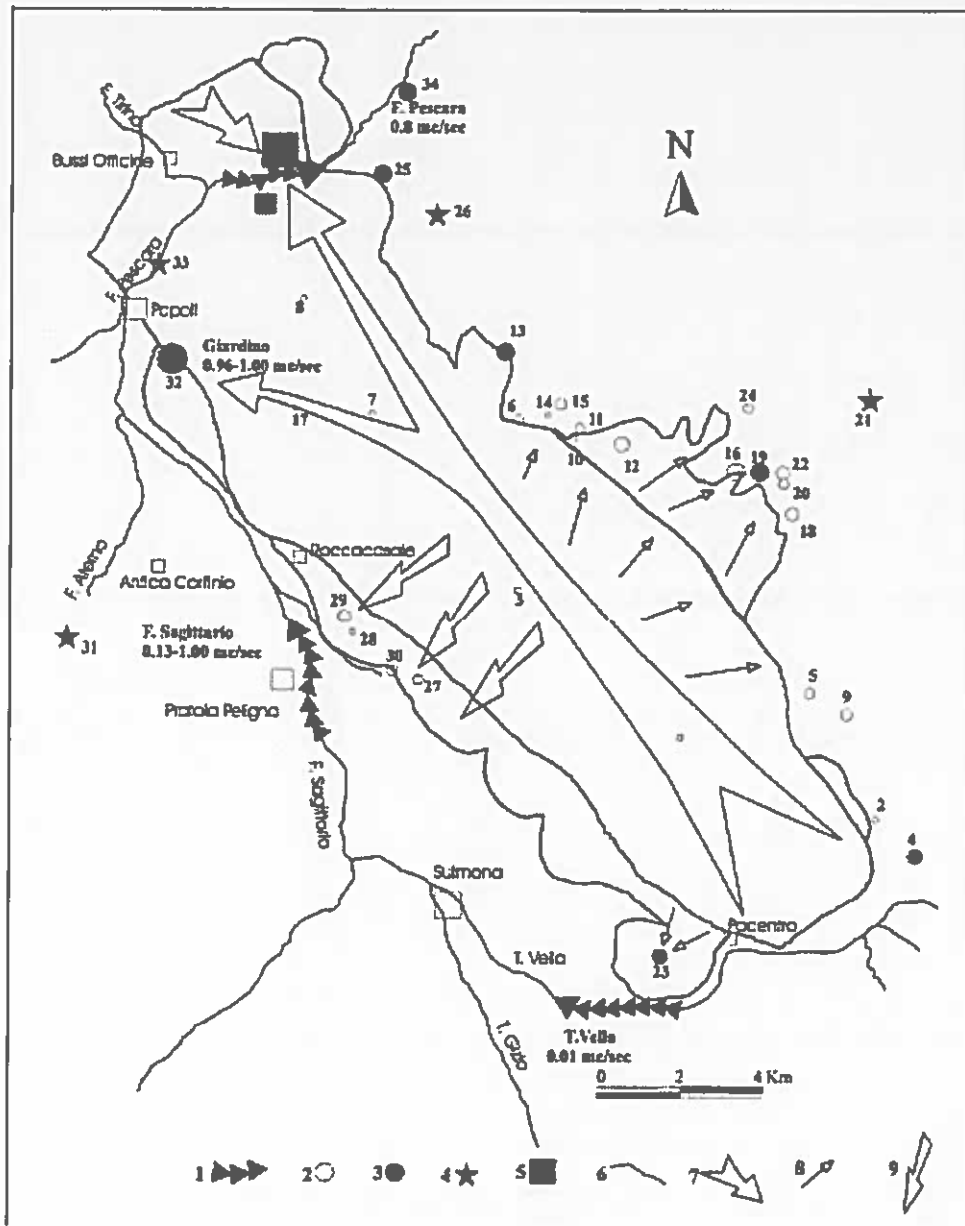 34
F. Pescara
0.8 mc/sec
F. Tirino
N
Bussi Officine
25
26
33
F. Pescara
Popoli
8
13
Giardino
0.96-1.00 mc/sec
32
17
7
6
14
15
11
10
12
24
21
16
19
22
20
18
Roccacasale
Antica Corfinio
F. Aterno
3
29
28
31
F. Sagittario
0.13-1.00 mc/sec
30
27
5
9
Pratola Peligna
F. Sagittario
2
4
Sulmona
Pacentro
23
T. Vella
T. Gizio
T.Vella
0.01 mc/sec
0 2 4 Km
1 2 3 4 5 6 7 8 9